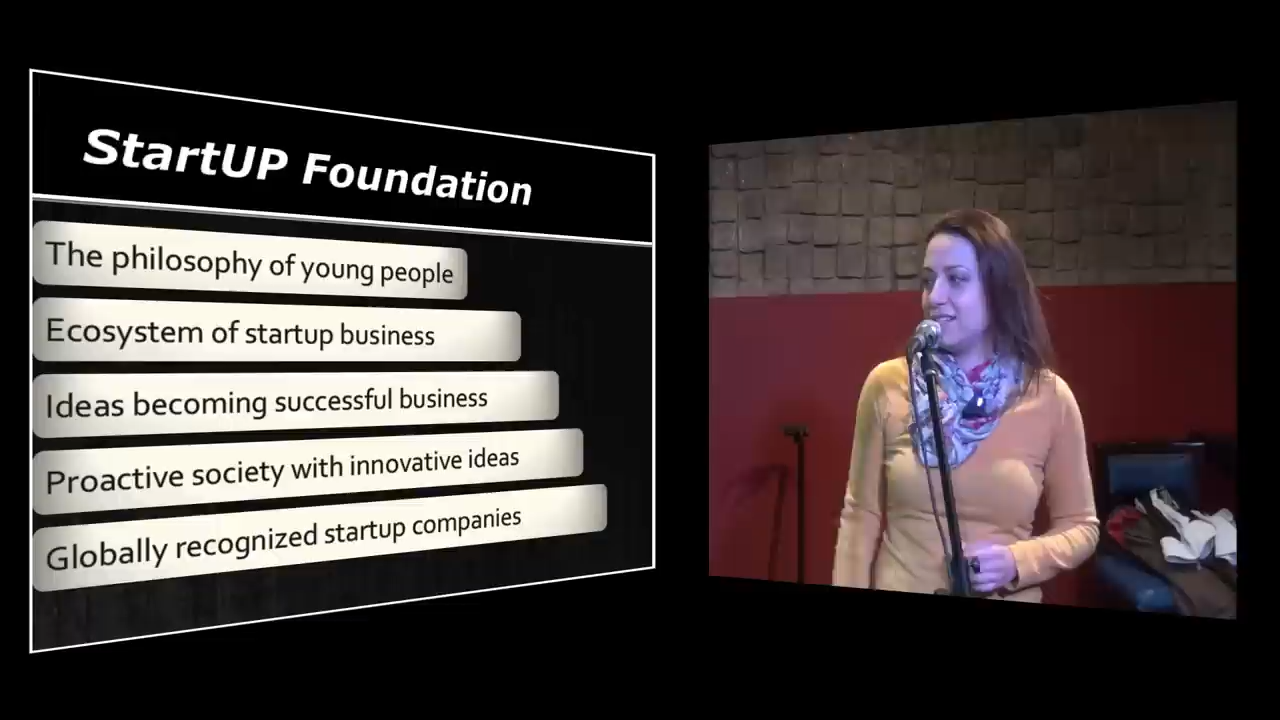 StartUP Foundation
The philosophy of young people
Ecosystem of startup business
Ideas becoming successful business
Proactive society with innovative ideas
Globally recognized startup companies